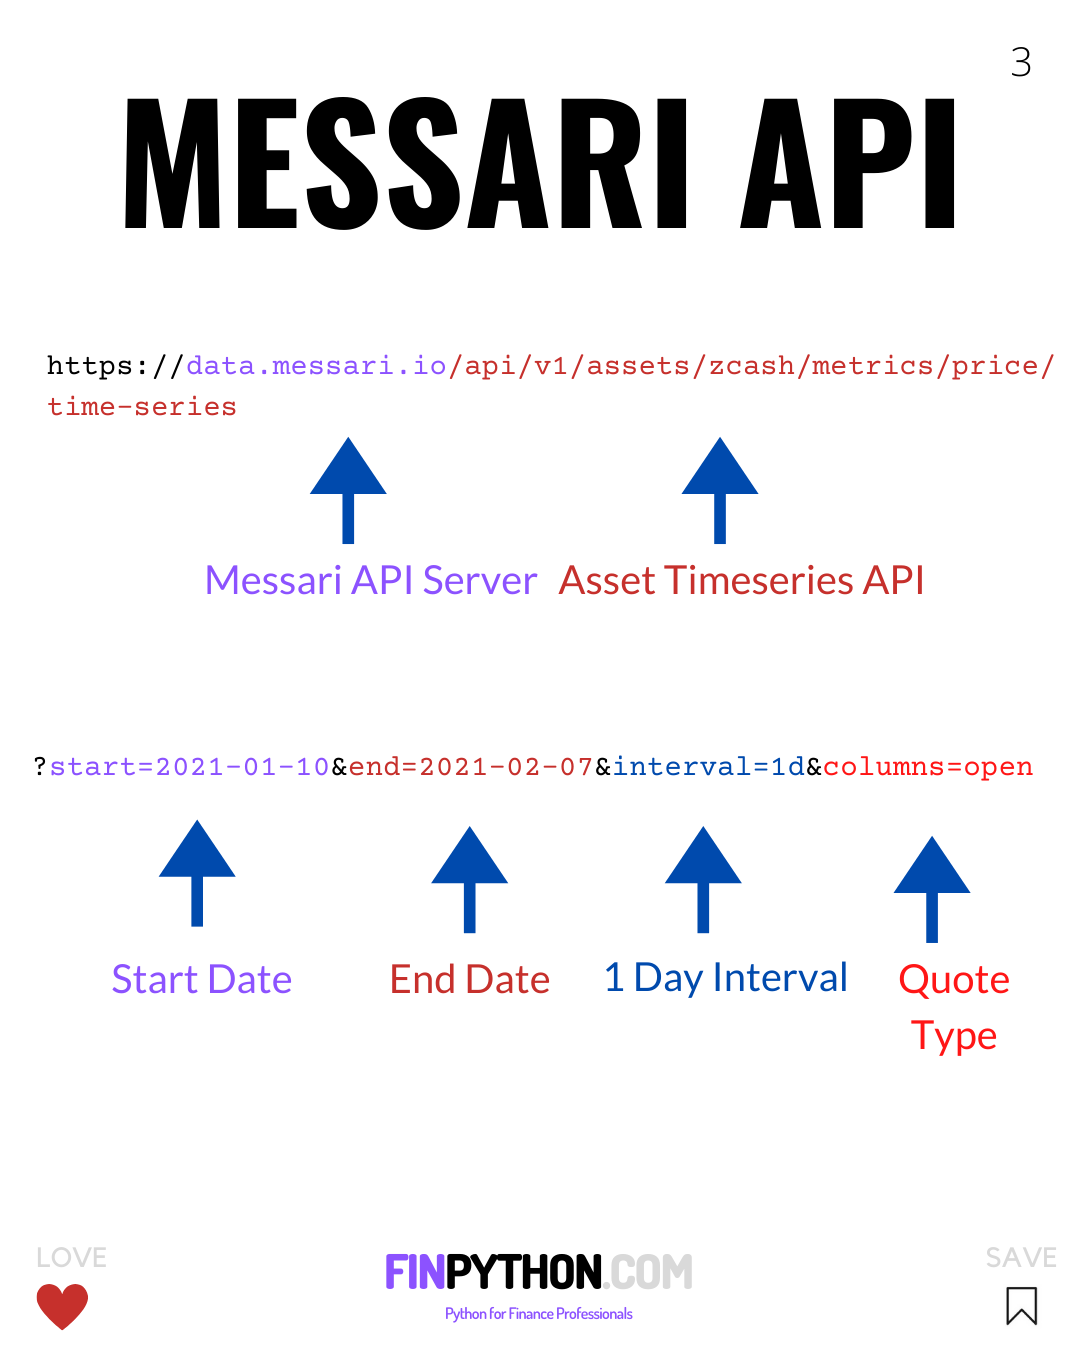 3
MESSARI API
https://data.messari.io/api/v1/assets/zcash/metrics/price/
time-series
Messari API Server Asset Timeseries API
?start=2021-01-10&end=2021-02-07&interval=1d&columns=open
Start Date End Date 1 Day Interval Quote
Type
LOVE FINPYTHON.COM SAVE
Python for Finance Professionals